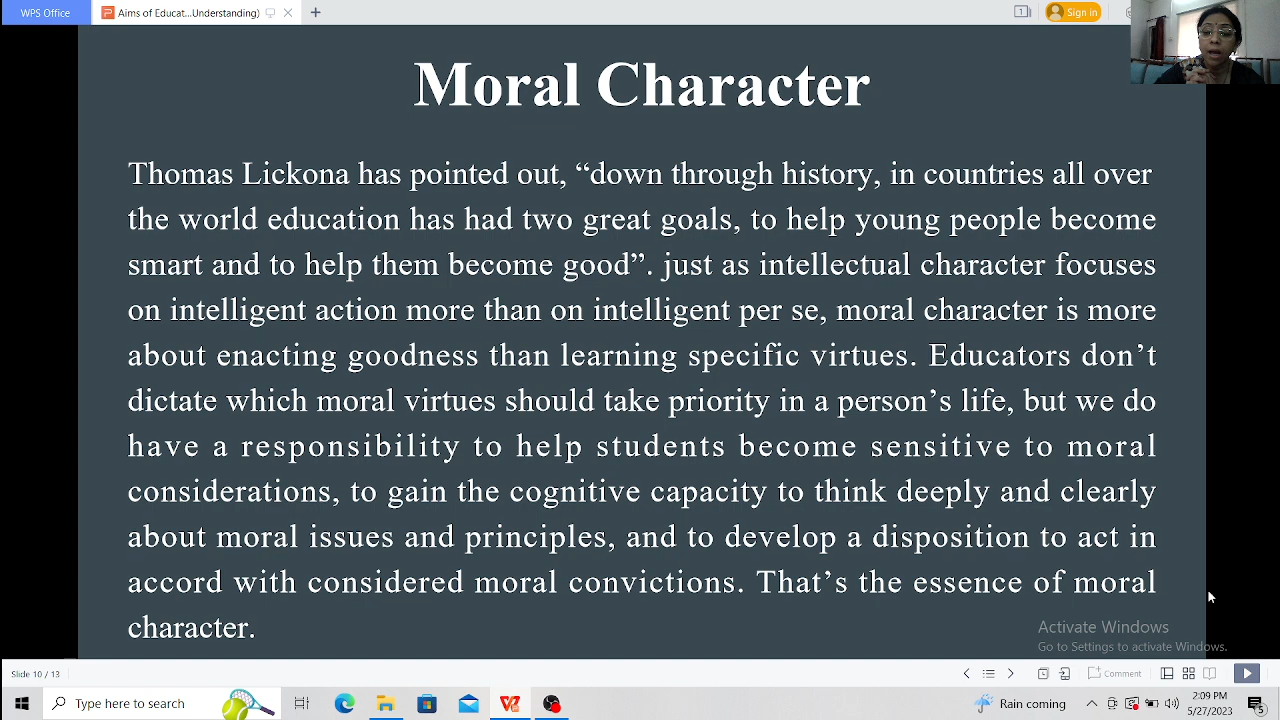 WPS Office
Aims of Educat...Understanding)
Sign in
Moral Character
Thomas Lickona has pointed out, “down through history, in countries all over
the world education has had two great goals, to help young people become
smart and to help them become good”. just as intellectual character focuses
on intelligent action more than on intelligent per se, moral character is more
about enacting goodness than learning specific virtues. Educators don’t
dictate which moral virtues should take priority in a person’s life, but we do
have a responsibility to help students become sensitive to moral
considerations, to gain the cognitive capacity to think deeply and clearly
about moral issues and principles, and to develop a disposition to act in
accord with considered moral convictions. That’s the essence of moral
character.
Activate Windows
Go to Settings to activate Windows.
Slide 10 / 13
Comment
Type here to search
Rain coming
2:09 PM
5/27/2023
5